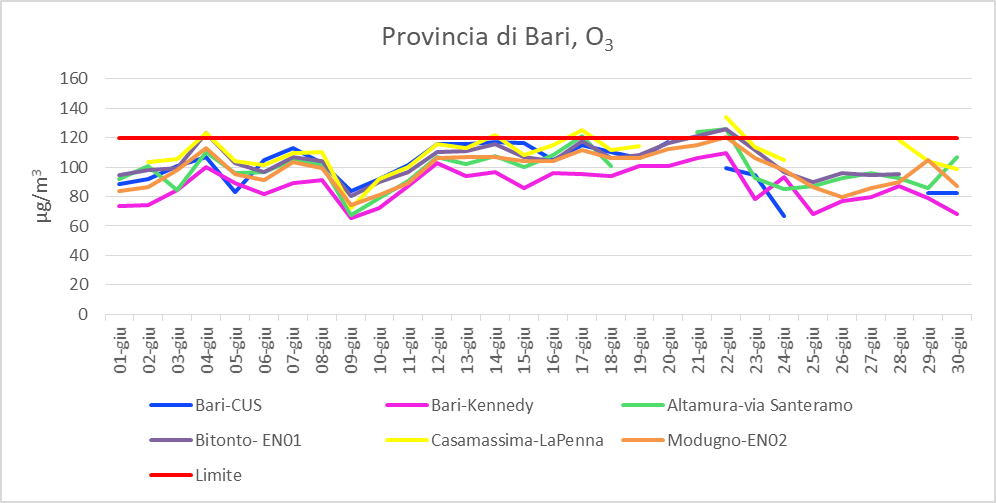 Provincia di Bari, O3
160
140
120
100
80
60
40
20
0
µg/m3
01-giu
02-giu
03-giu
04-giu
05-giu
06-giu
07-giu
08-giu
09-giu
10-giu
11-giu
12-giu
13-giu
14-giu
15-giu
16-giu
17-giu
18-giu
19-giu
20-giu
21-giu
22-giu
23-giu
24-giu
25-giu
26-giu
27-giu
28-giu
29-giu
30-giu
Bari-CUS Bari-Kennedy Altamura-via Santeramo
Bitonto- EN01 Casamassima-LaPenna Modugno-EN02
Limite